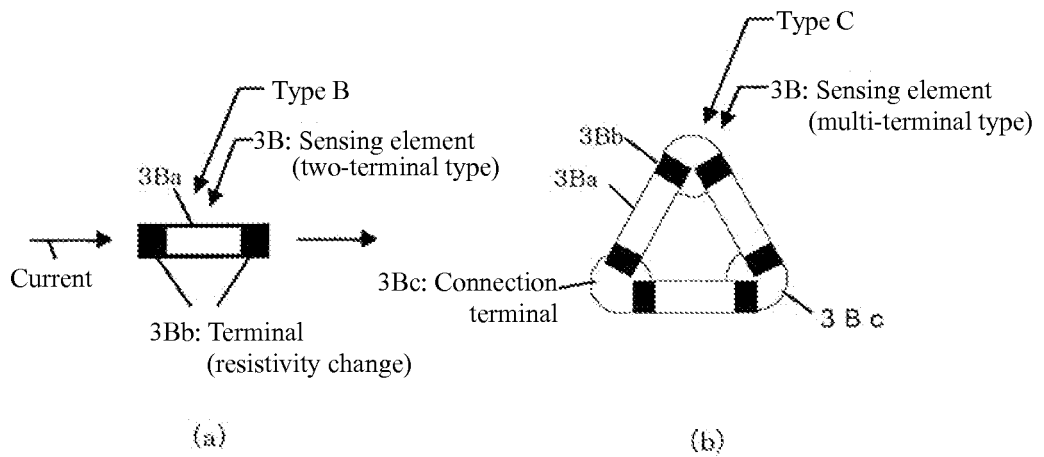 Type B
3B: Sensing element
(two-terminal type)
3Ba
Current
3Bb: Terminal
(resistivity change)
(a)
Type C
3B: Sensing element
(multi-terminal type)
3Bb
3Ba
3Bc: Connection
terminal
3Bc
(b)